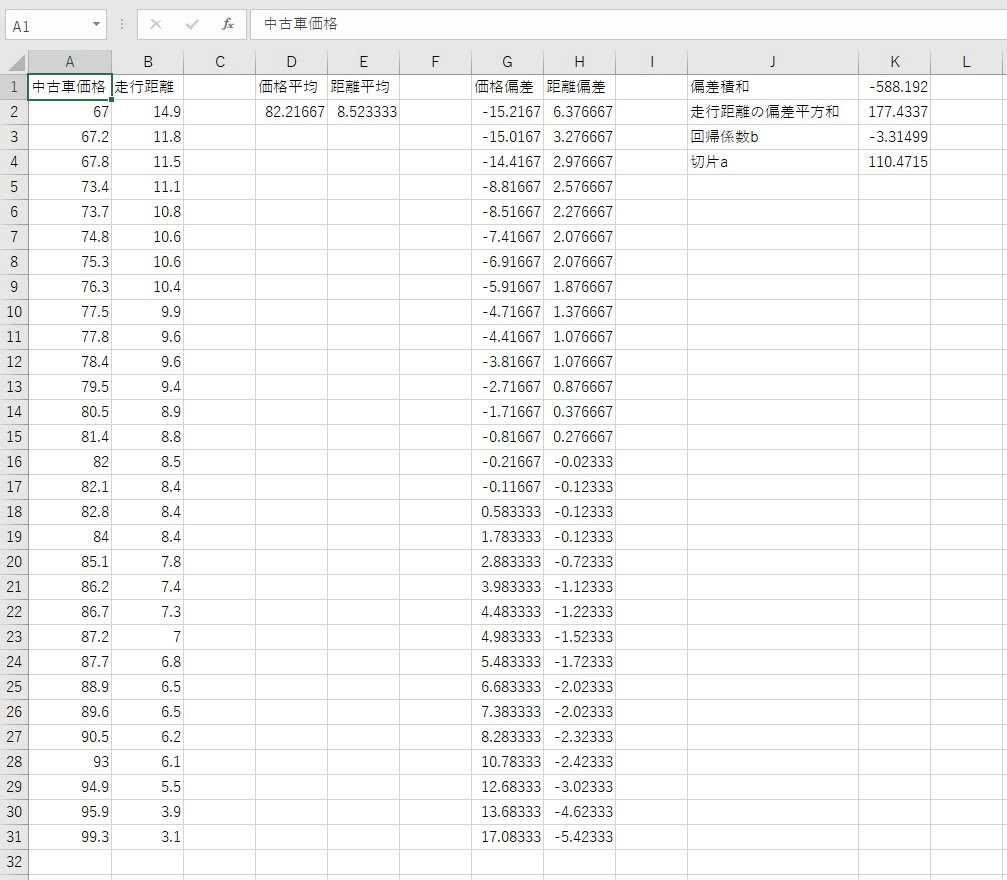 A1 fx 中古車価格
A B C D E F G H I J K L
1 中古車価格 走行距離 価格平均 距離平均 価格偏差 距離偏差 偏差積和 -588.192
2 67 14.9 82.21667 8.523333 -15.2167 6.376667 走行距離の偏差平方和 177.4337
3 67.2 11.8 -15.0167 3.276667 回帰係数b -3.31499
4 67.8 11.5 -14.4167 2.976667 切片a 110.4715
5 73.4 11.1 -8.81667 2.576667
6 73.7 10.8 -8.51667 2.276667
7 74.8 10.6 -7.41667 2.076667
8 75.3 10.6 -6.91667 2.076667
9 76.3 10.4 -5.91667 1.876667
10 77.5 9.9 -4.71667 1.376667
11 77.8 9.6 -4.41667 1.076667
12 78.4 9.6 -3.81667 1.076667
13 79.5 9.4 -2.71667 0.876667
14 80.5 8.9 -1.71667 0.376667
15 81.4 8.8 -0.81667 0.276667
16 82 8.5 -0.21667 -0.02333
17 82.1 8.4 -0.11667 -0.12333
18 82.8 8.4 0.583333 -0.12333
19 84 8.4 1.783333 -0.12333
20 85.1 7.8 2.883333 -0.72333
21 86.2 7.4 3.983333 -1.12333
22 86.7 7.3 4.483333 -1.22333
23 87.2 7 4.983333 -1.52333
24 87.7 6.8 5.483333 -1.72333
25 88.9 6.5 6.683333 -2.02333
26 89.6 6.5 7.383333 -2.02333
27 90.5 6.2 8.283333 -2.32333
28 93 6.1 10.78333 -2.42333
29 94.9 5.5 12.68333 -3.02333
30 95.9 3.9 13.68333 -4.62333
31 99.3 3.1 17.08333 -5.42333
32